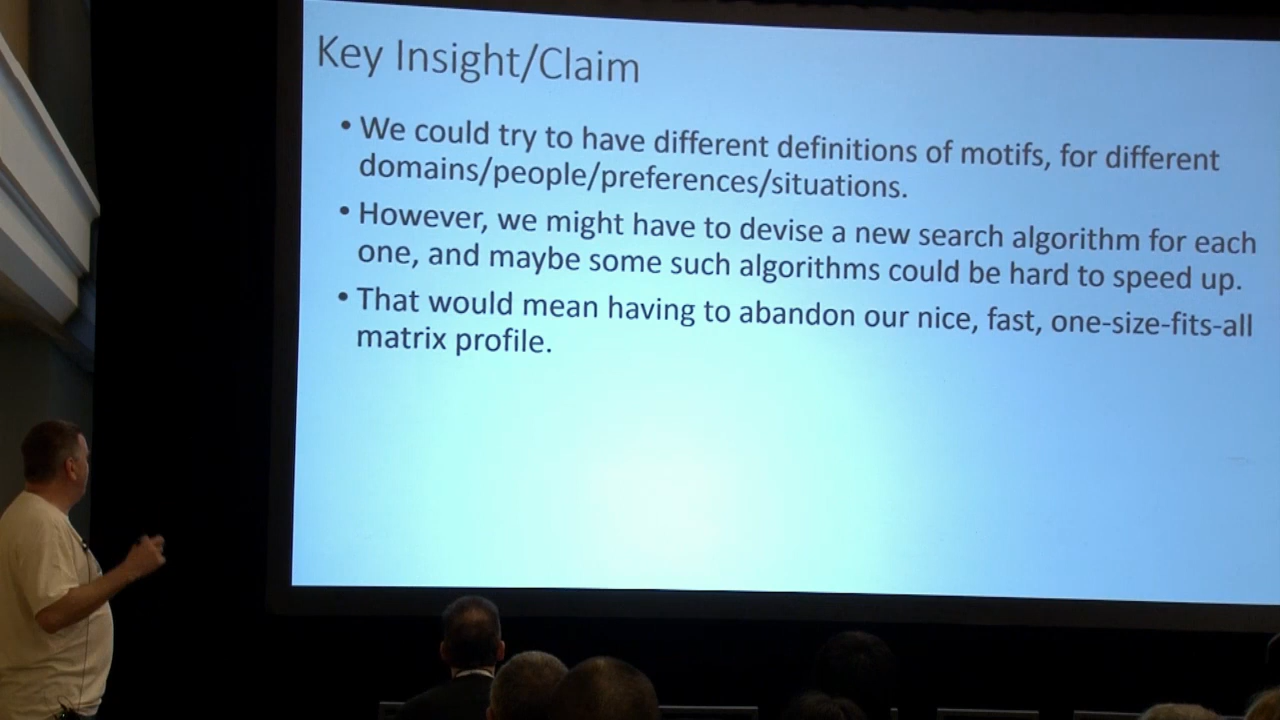 Key Insight/Claim
• We could try to have different definitions of motifs, for different
domains/people/preferences/situations.
• However, we might have to devise a new search algorithm for each
one, and maybe some such algorithms could be hard to speed up.
• That would mean having to abandon our nice, fast, one-size-fits-all
matrix profile.